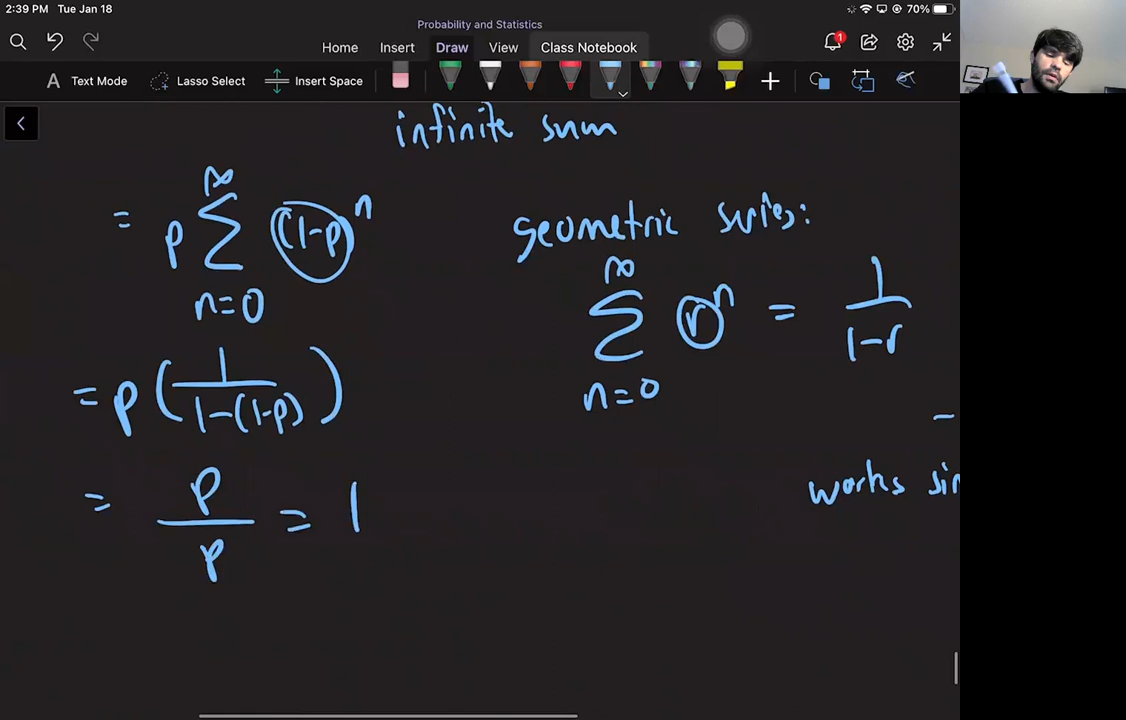 2:39 PM Tue Jan 18
70%
Probability and Statistics
Home Insert Draw View Class Notebook
1
A Text Mode Lasso Select Insert Space
infinite sum
= p ∑ n=0 ∞ (1-p)^n
geometric series:
∑ n=0 ∞ r^n = 1/(1-r)
= p(1/(1-(1-p)))
-
works
= p/p = 1